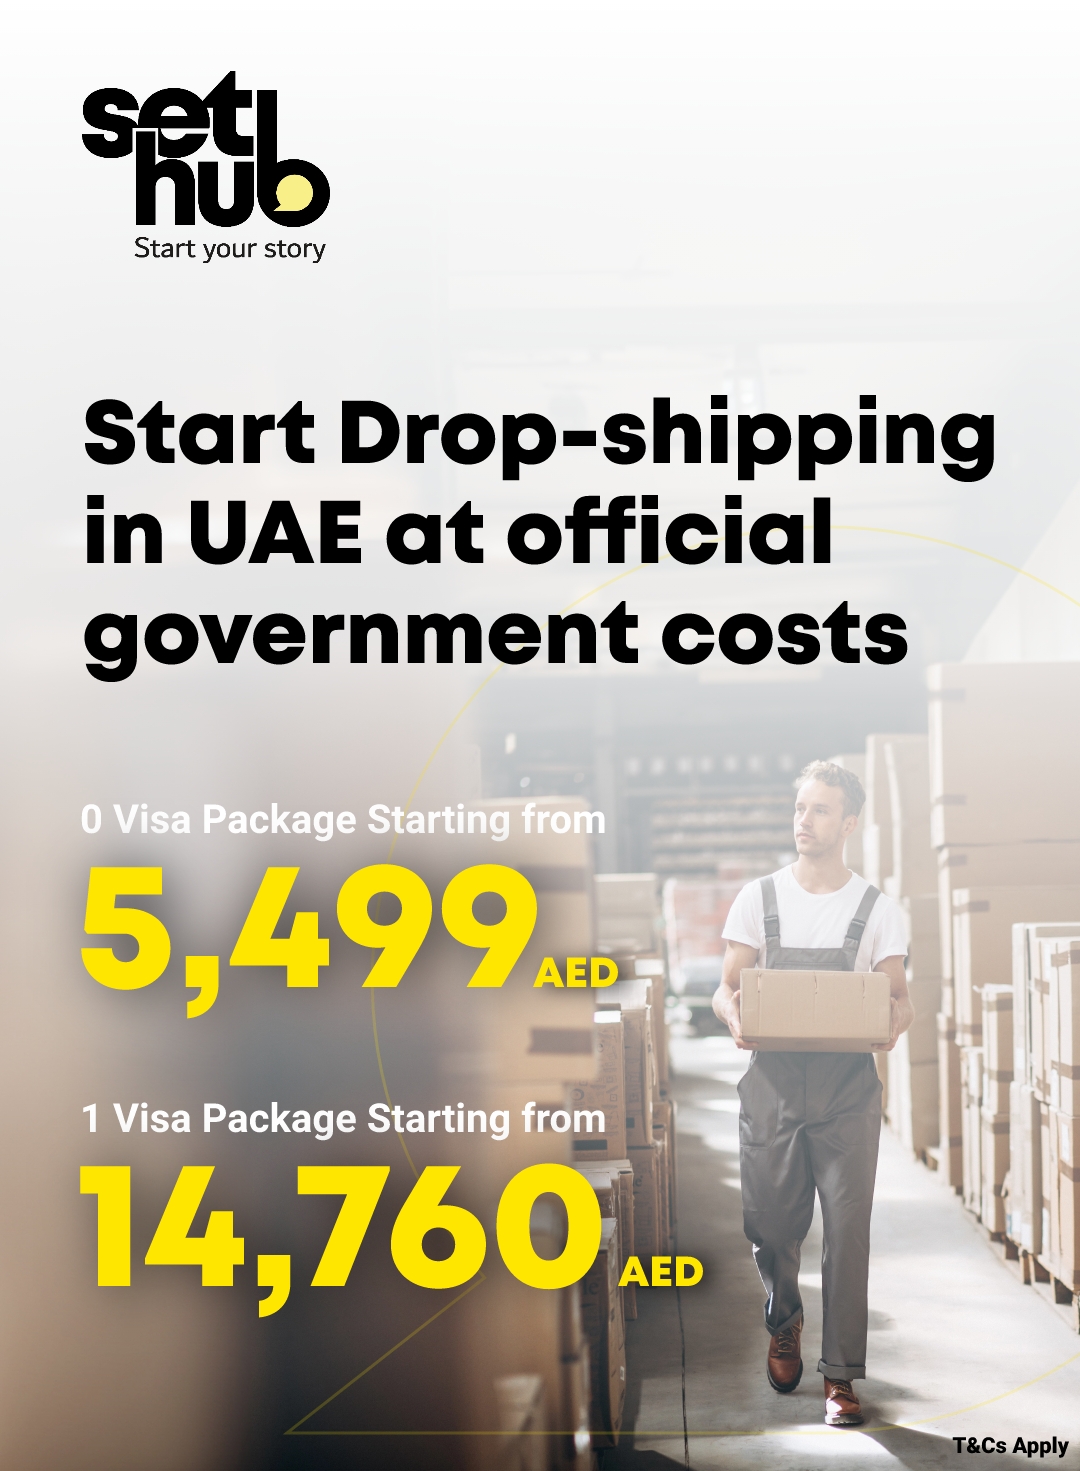 set
hub
Start your story
Start Drop-shipping
in UAE at official
government costs
0 Visa Package Starting from
5,499 AED
1 Visa Package Starting from
14,760 AED
T&Cs Apply